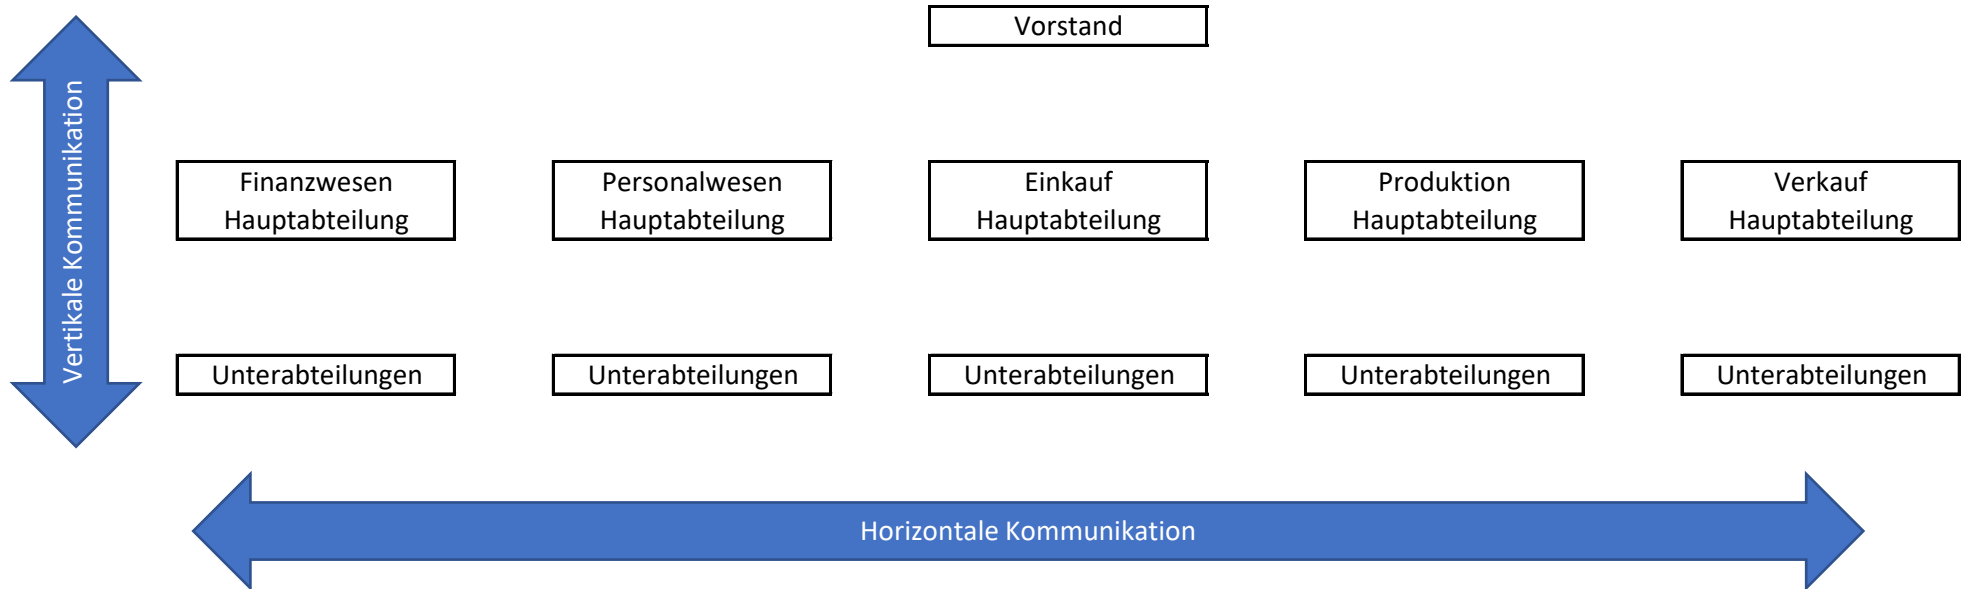 Vorstand
Vertikale Kommunikation
Finanzwesen
Hauptabteilung
Personalwesen
Hauptabteilung
Einkauf
Hauptabteilung
Produktion
Hauptabteilung
Verkauf
Hauptabteilung
Unterabteilungen
Unterabteilungen
Unterabteilungen
Unterabteilungen
Unterabteilungen
Horizontale Kommunikation